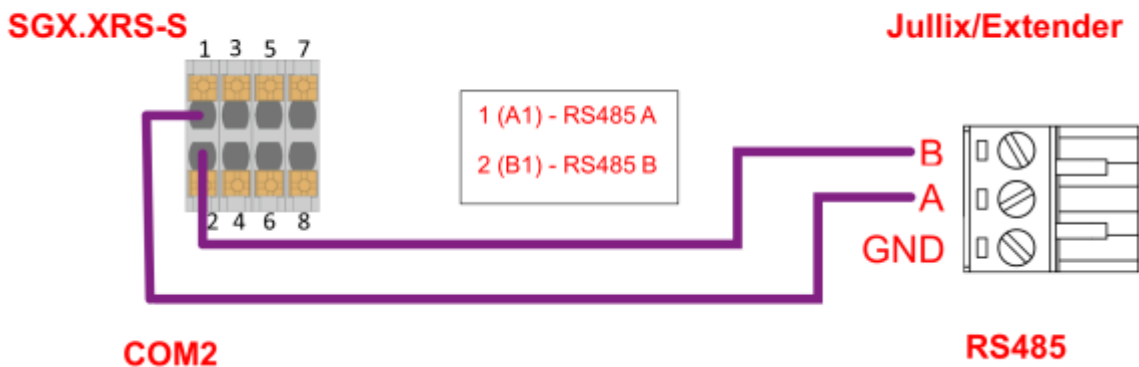 SGX.XRS-S
Jullix/Extender
1 3 5 7
1 (A1) - RS485 A
2 (B1) - RS485 B
B
A
GND
2 4 6 8
COM2
RS485